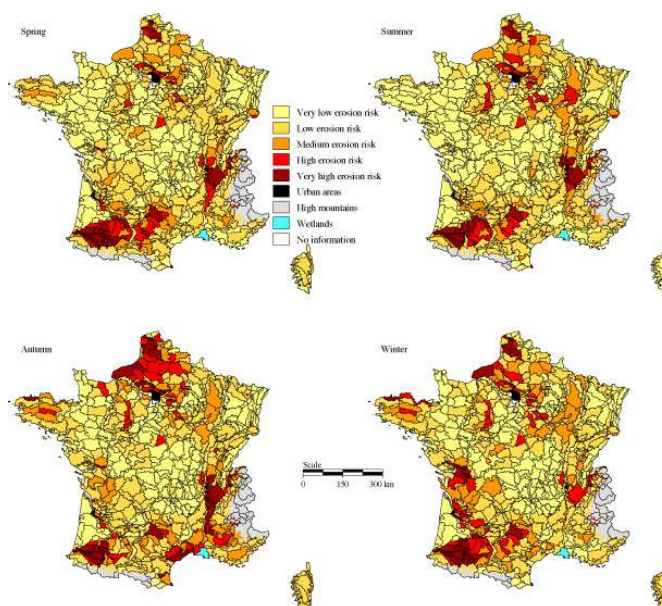 Spring
Summer
Very low erosion risk
Low erosion risk
Medium erosion risk
High erosion risk
Very high erosion risk
Urban areas
High mountains
Wetlands
No information
Autumn
Winter
Scale
0 150 300 km